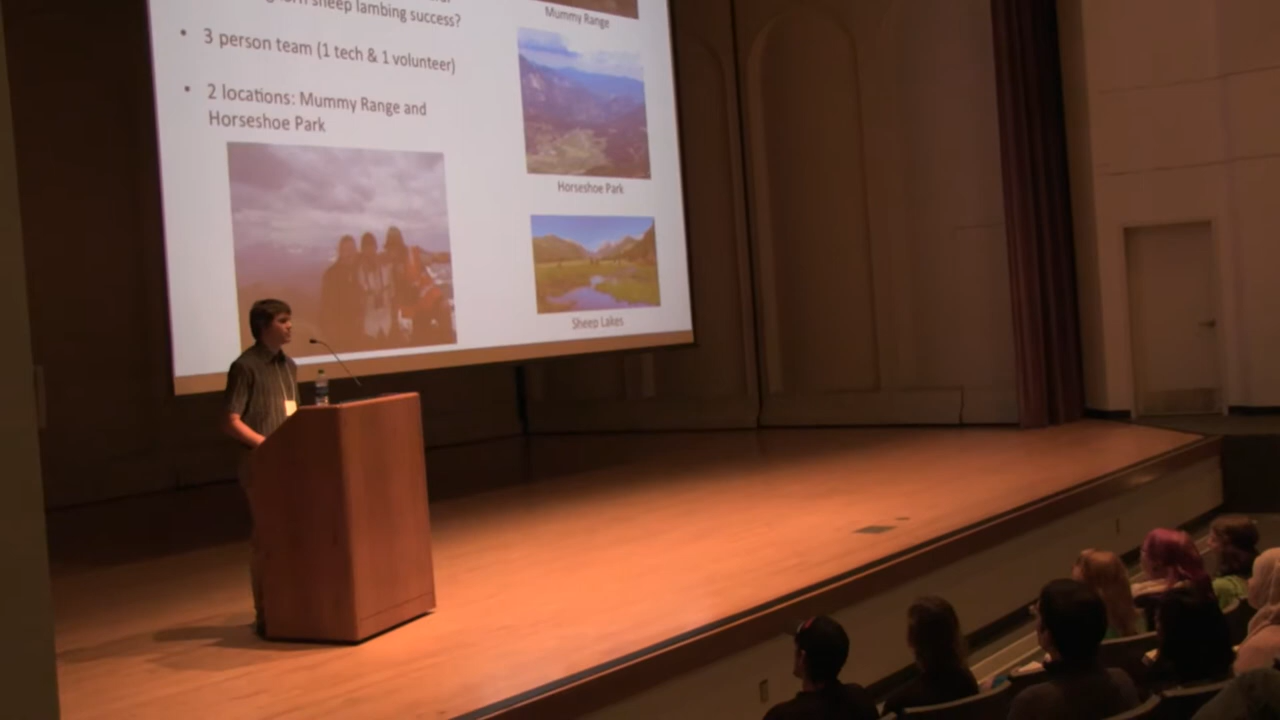 sheep lambing success?
• 3 person team (1 tech & 1 volunteer)
• 2 locations: Mummy Range and
Horseshoe Park
Mummy Range
Horseshoe Park
Sheep Lakes